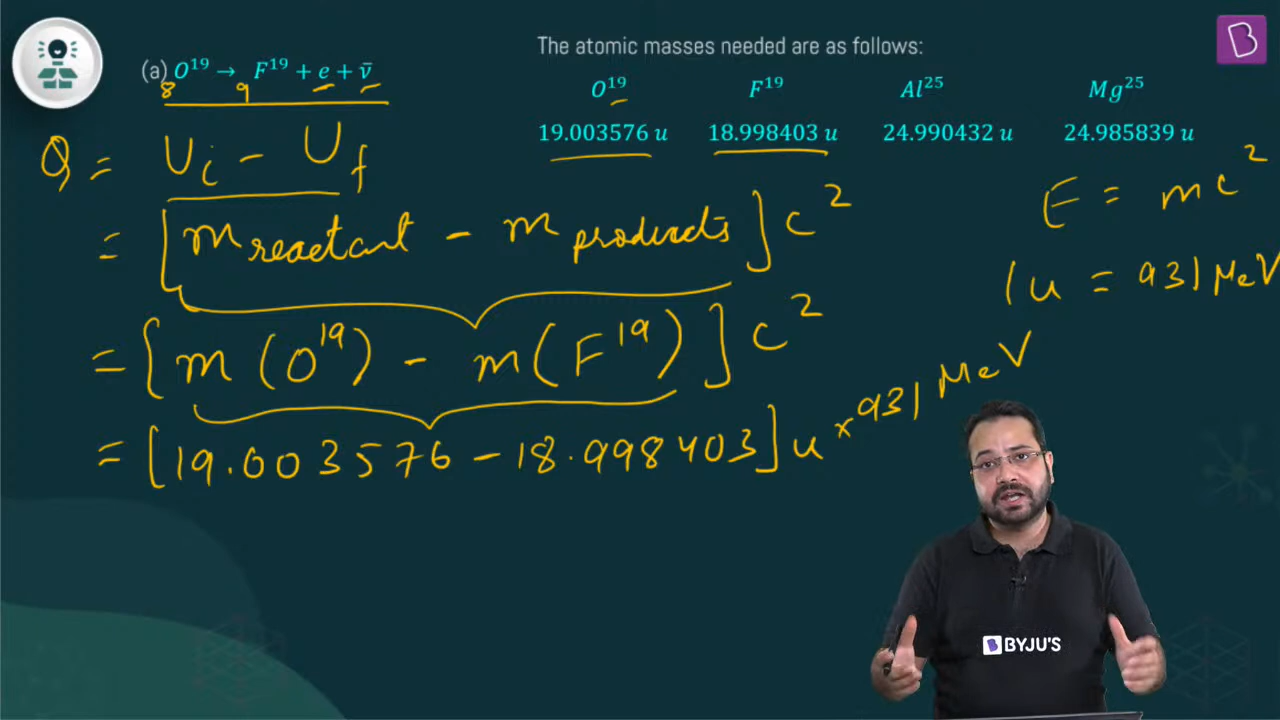 The atomic masses needed are as follows:
(a) O¹⁹ → F¹⁹ + e + ν̄
8 9
O¹⁹ F¹⁹ Al²⁵ Mg²⁵
19.003576 u 18.998403 u 24.990432 u 24.985839 u
Q = Ui - Uf
E = mc²
= [m reactant - m products] c²
1u = 931 MeV
= [m(O¹⁹) - m(F¹⁹)] c²
= [19.003576 - 18.998403] u × 931 MeV
BYJU'S